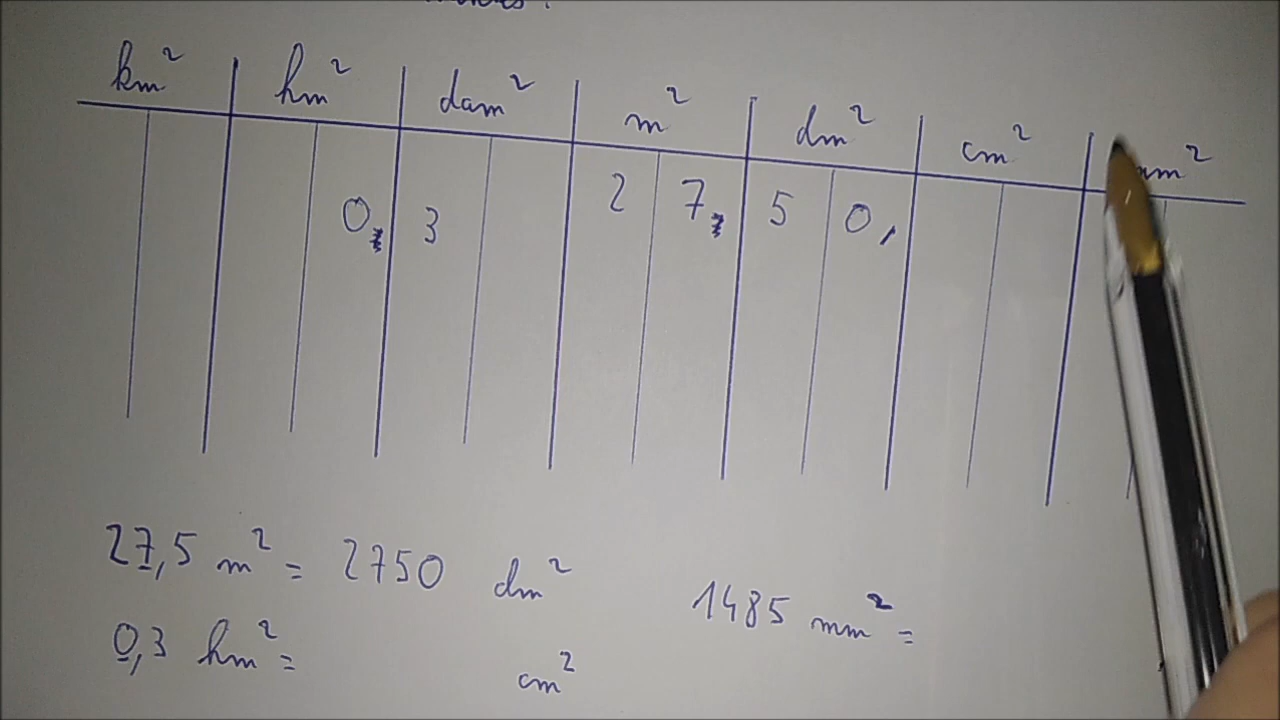 km² hm² dam² m² dm² cm² mm²
0, 3 2 7, 5 0,
27,5 m² = 2750 dm²
1485 mm² =
0,3 hm² = cm²